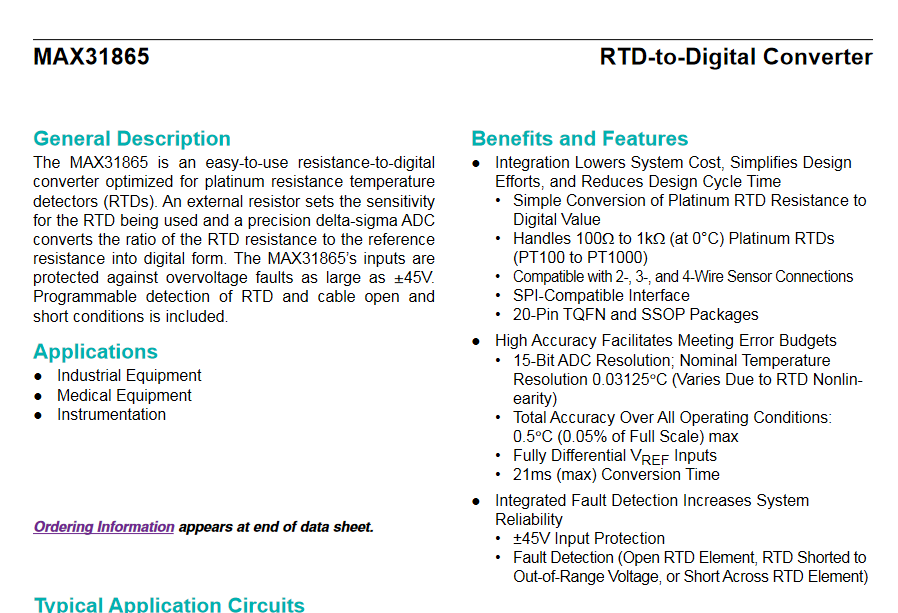 MAX31865
RTD-to-Digital Converter
General Description
The MAX31865 is an easy-to-use resistance-to-digital
converter optimized for platinum resistance temperature
detectors (RTDs). An external resistor sets the sensitivity
for the RTD being used and a precision delta-sigma ADC
converts the ratio of the RTD resistance to the reference
resistance into digital form. The MAX31865's inputs are
protected against overvoltage faults as large as ±45V.
Programmable detection of RTD and cable open and
short conditions is included.
Applications
● Industrial Equipment
● Medical Equipment
● Instrumentation
Ordering Information appears at end of data sheet.
Typical Application Circuits
Benefits and Features
● Integration Lowers System Cost, Simplifies Design
Efforts, and Reduces Design Cycle Time
• Simple Conversion of Platinum RTD Resistance to
Digital Value
• Handles 100Ω to 1kΩ (at 0°C) Platinum RTDs
(PT100 to PT1000)
• Compatible with 2-, 3-, and 4-Wire Sensor Connections
• SPI-Compatible Interface
• 20-Pin TQFN and SSOP Packages
● High Accuracy Facilitates Meeting Error Budgets
• 15-Bit ADC Resolution; Nominal Temperature
Resolution 0.03125°C (Varies Due to RTD Nonlin-
earity)
• Total Accuracy Over All Operating Conditions:
0.5°C (0.05% of Full Scale) max
• Fully Differential VREF Inputs
• 21ms (max) Conversion Time
● Integrated Fault Detection Increases System
Reliability
• ±45V Input Protection
• Fault Detection (Open RTD Element, RTD Shorted to
Out-of-Range Voltage, or Short Across RTD Element)